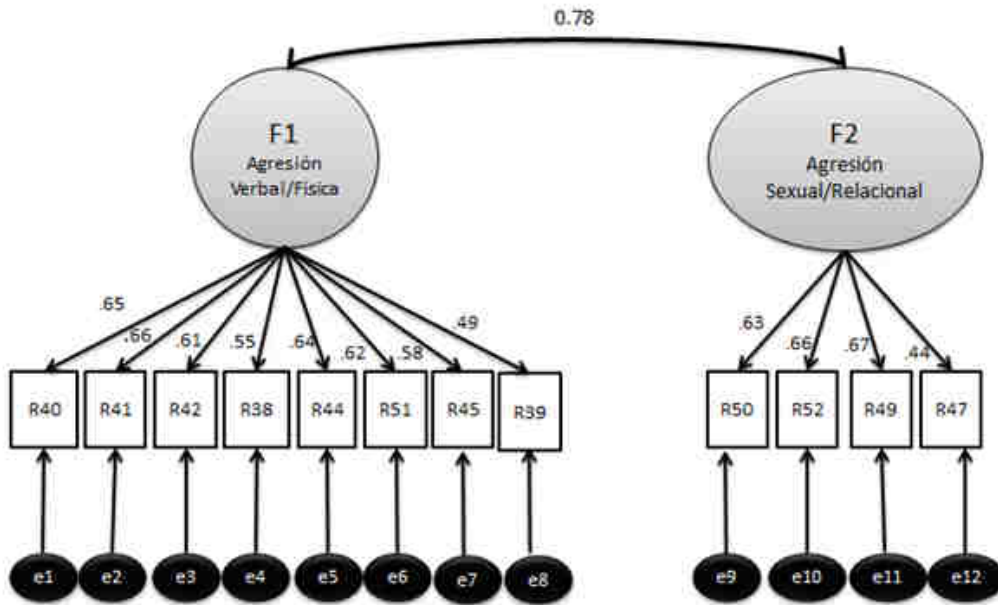 0.78
F1
Agresión
Verbal/Física
F2
Agresión
Sexual/Relacional
.65
.66
.61
.55
.64
.62
.58
.49
.63
.66
.67
.44
R40
R41
R42
R38
R44
R51
R45
R39
R50
R52
R49
R47
e1
e2
e3
e4
e5
e6
e7
e8
e9
e10
e11
e12